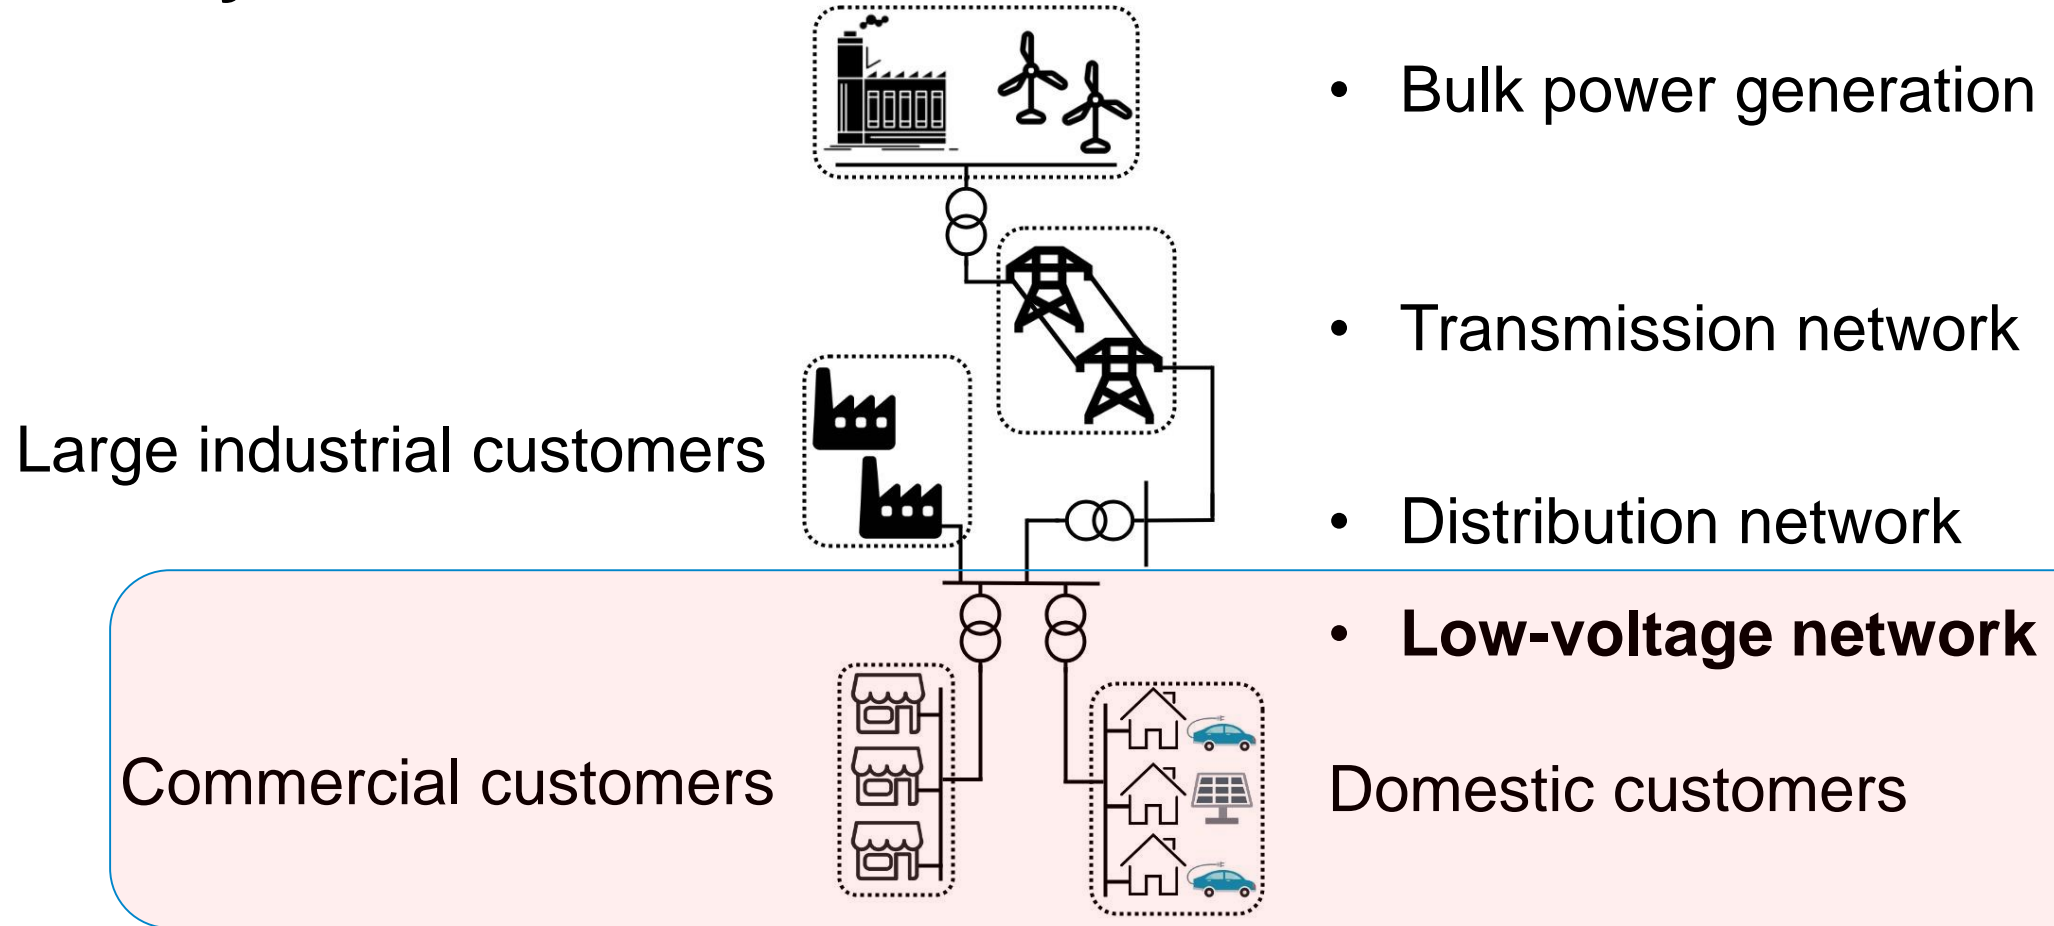 • Bulk power generation
• Transmission network
Large industrial customers
• Distribution network
• Low-voltage network
Commercial customers
Domestic customers